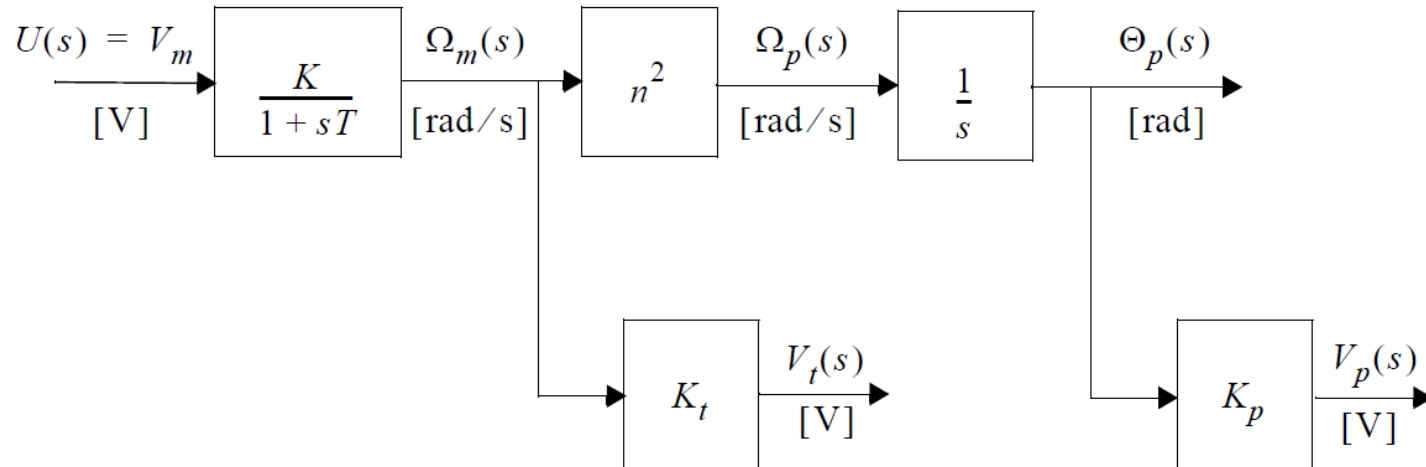 U(s) = V_m
[V]
K
1 + sT
Ω_m(s)
[rad/s]
n^2
Ω_p(s)
[rad/s]
1
s
Θ_p(s)
[rad]
K_t
V_t(s)
[V]
K_p
V_p(s)
[V]